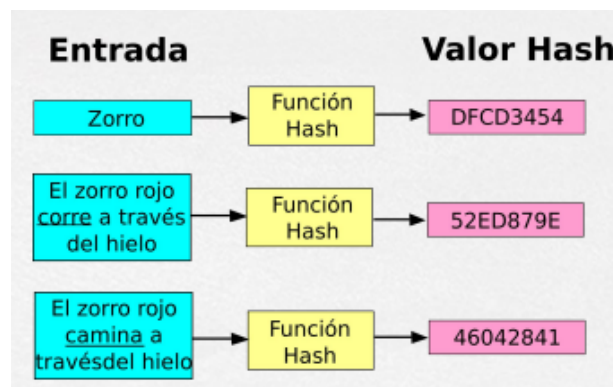 Entrada
Valor Hash
Zorro
Función
Hash
DFCD3454
El zorro rojo
corre a través
del hielo
Función
Hash
52ED879E
El zorro rojo
camina a
travésdel hielo
Función
Hash
46042841